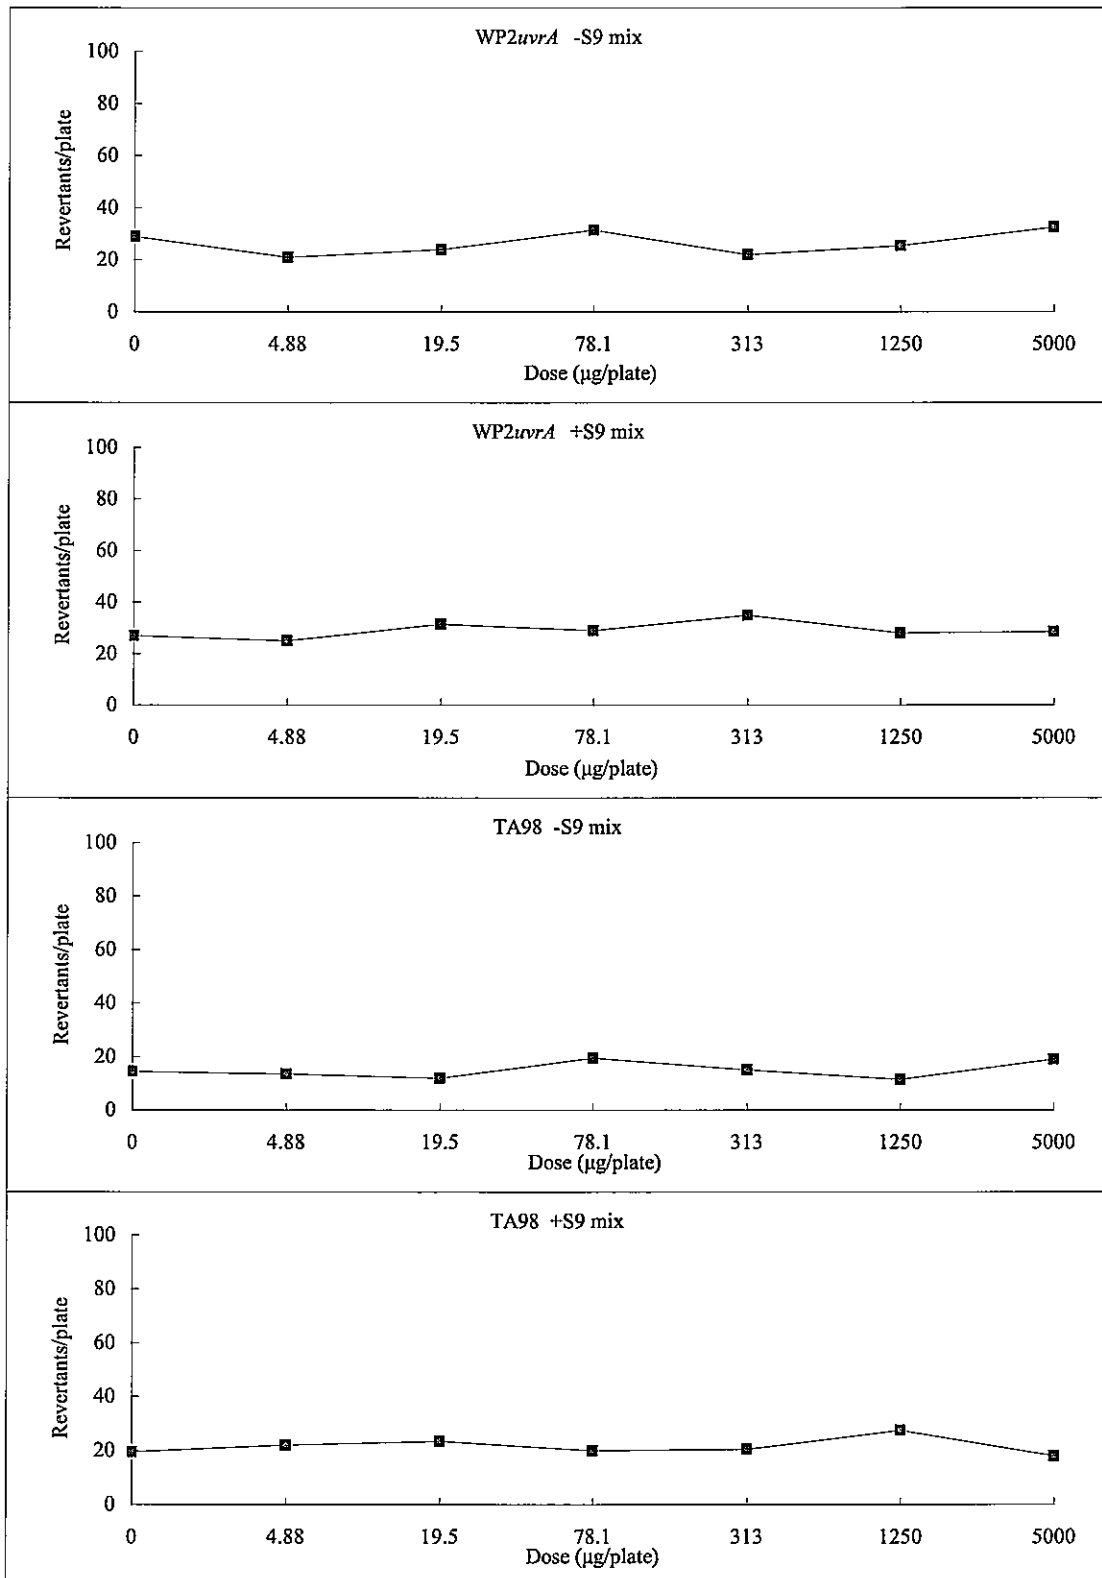 WP2uvrA -S9 mix
Revertants/plate
100
80
60
40
20
0
0 4.88 19.5 78.1 313 1250 5000
Dose (μg/plate)
WP2uvrA +S9 mix
Revertants/plate
100
80
60
40
20
0
0 4.88 19.5 78.1 313 1250 5000
Dose (μg/plate)
TA98 -S9 mix
Revertants/plate
100
80
60
40
20
0
0 4.88 19.5 78.1 313 1250 5000
Dose (μg/plate)
TA98 +S9 mix
Revertants/plate
100
80
60
40
20
0
0 4.88 19.5 78.1 313 1250 5000
Dose (μg/plate)